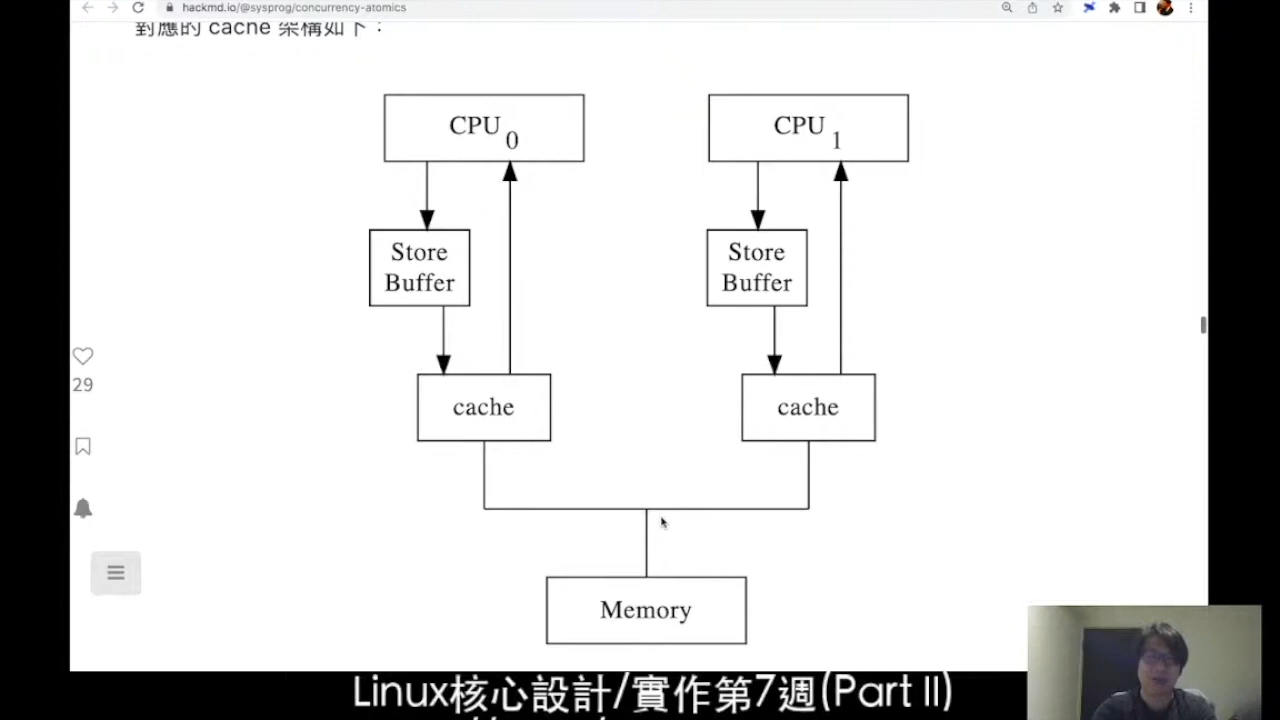 hackmd.io/@sysprog/concurrency-atomics
對應的 cache 架構如下：
CPU 0
CPU 1
Store
Buffer
Store
Buffer
cache
cache
Memory
29
Linux核心設計/實作第7週(Part II)